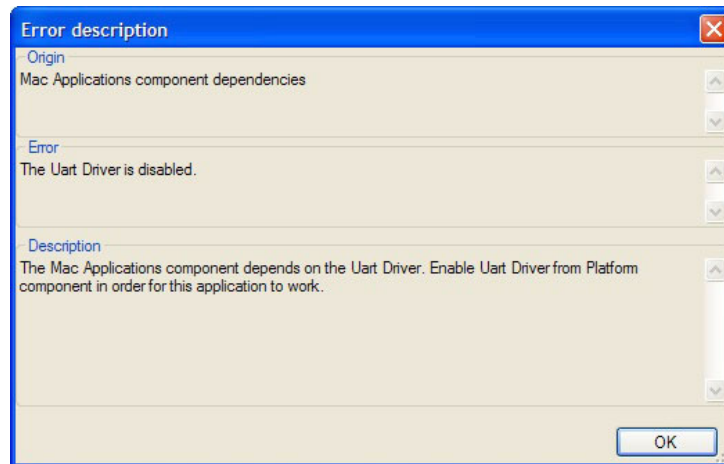 Error description
Origin
Mac Applications component dependencies
Error
The Uart Driver is disabled.
Description
The Mac Applications component depends on the Uart Driver. Enable Uart Driver from Platform
component in order for this application to work.
OK